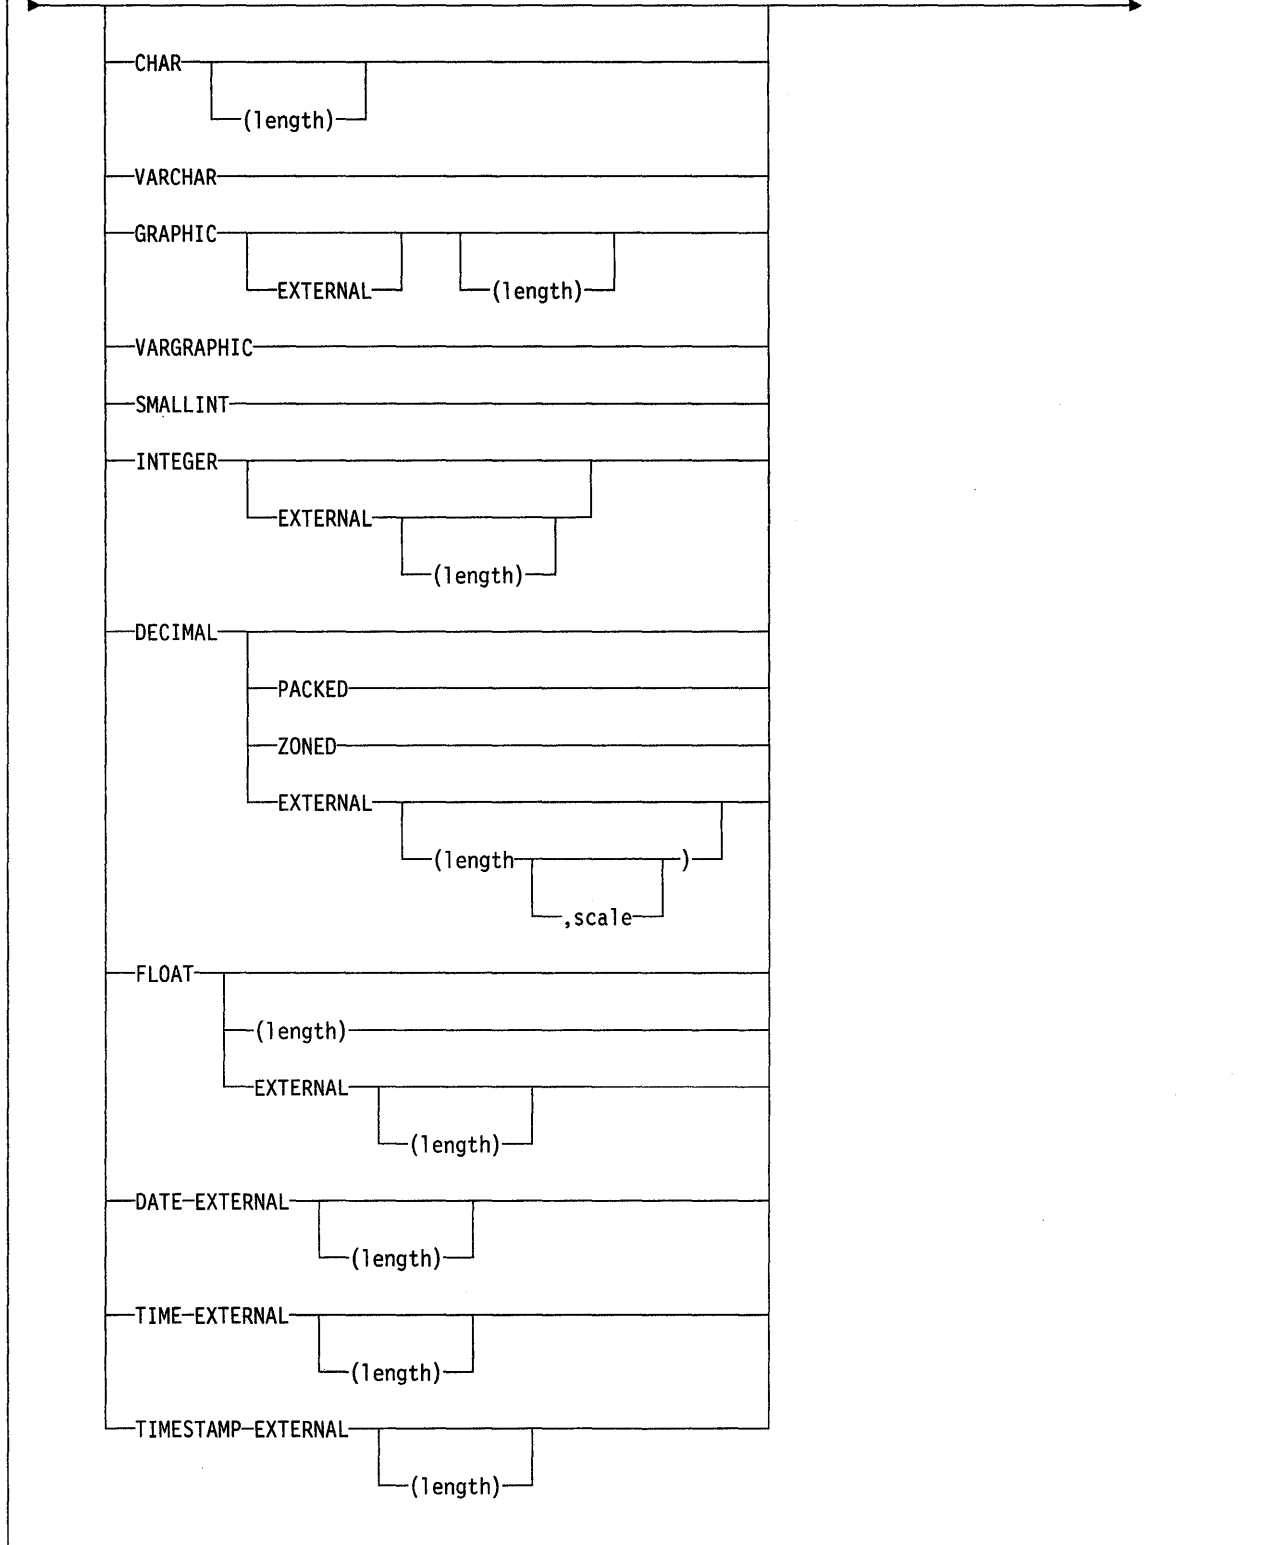 CHAR
(length)
VARCHAR
GRAPHIC
EXTERNAL (length)
VARGRAPHIC
SMALLINT
INTEGER
EXTERNAL
(length)
DECIMAL
PACKED
ZONED
EXTERNAL
(length )
,scale
FLOAT
(length)
EXTERNAL
(length)
DATE EXTERNAL
(length)
TIME EXTERNAL
(length)
TIMESTAMP EXTERNAL
(length)